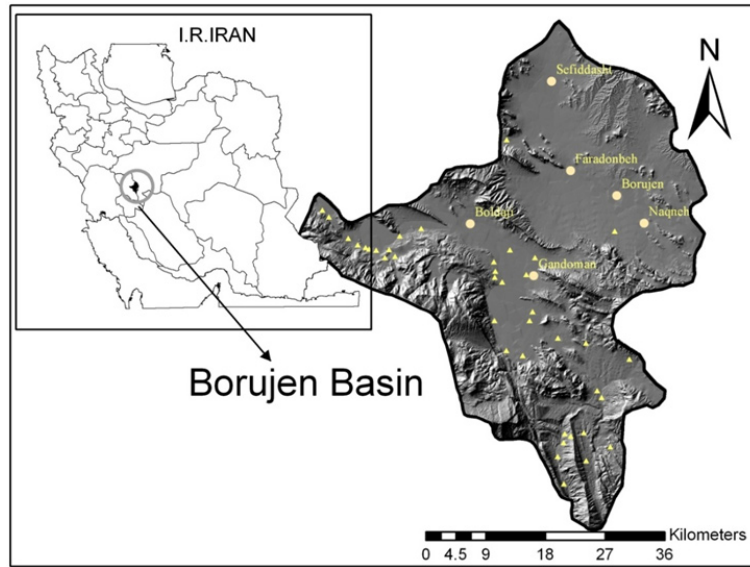 I.R.IRAN
N
Sefiddasht
Faradonbeh
Borujen
Boldaji
Naqneh
Gandoman
Borujen Basin
Kilometers
0 4.5 9 18 27 36